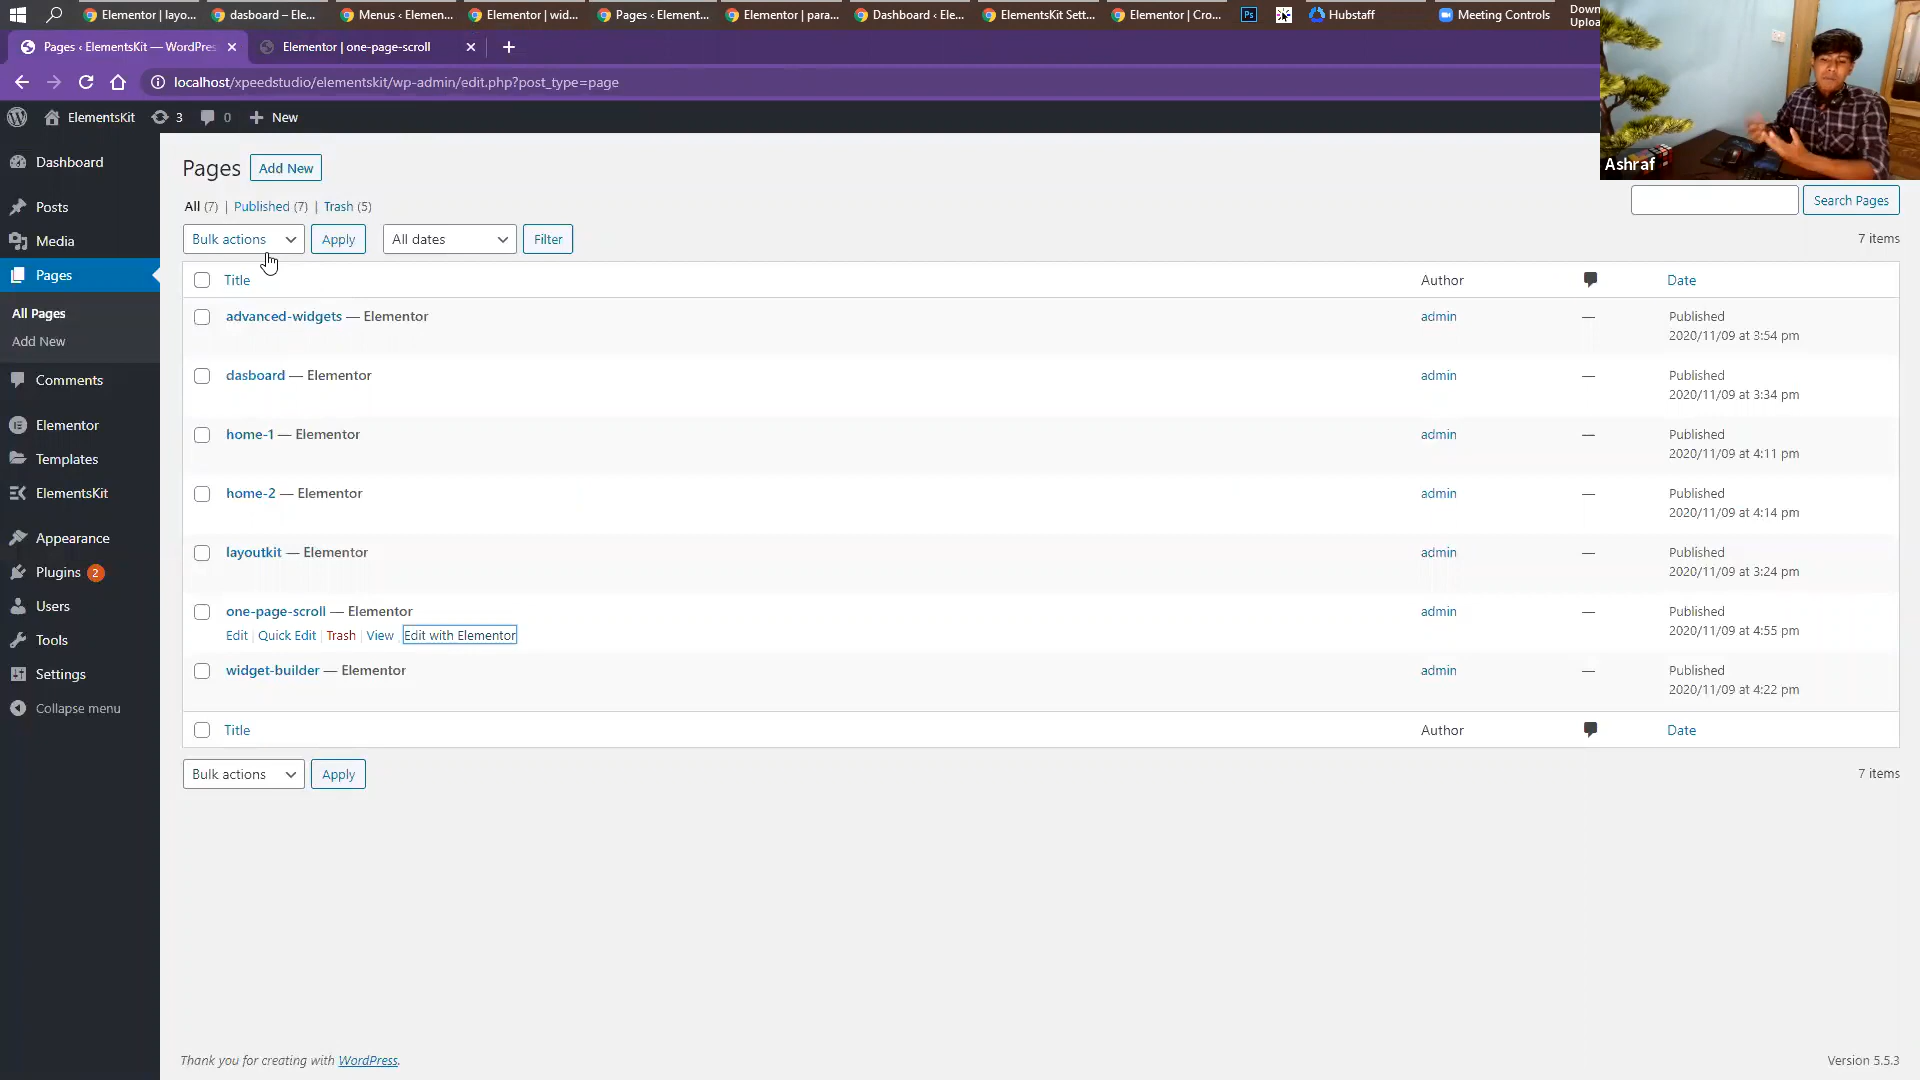 Elementor | layo...
dasboard – Ele...
Menus ‹ Elemen...
Elementor | wid...
Pages ‹ Element...
Elementor | para...
Dashboard ‹ Ele...
ElementsKit Sett...
Elementor | Cro...
Ps
Hubstaff
Meeting Controls
Down
Uploa
Pages ‹ ElementsKit — WordPres
Elementor | one-page-scroll
localhost/xpeedstudio/elementskit/wp-admin/edit.php?post_type=page
ElementsKit 3 0 New
Ashraf
Dashboard
Posts
Media
Pages
All Pages
Add New
Comments
Elementor
Templates
ElementsKit
Appearance
Plugins 2
Users
Tools
Settings
Collapse menu
Pages Add New
All (7) | Published (7) | Trash (5)
Search Pages
Bulk actions Apply All dates Filter
7 items
Title Author Date
advanced-widgets — Elementor admin — Published
2020/11/09 at 3:54 pm
dasboard — Elementor admin — Published
2020/11/09 at 3:34 pm
home-1 — Elementor admin — Published
2020/11/09 at 4:11 pm
home-2 — Elementor admin — Published
2020/11/09 at 4:14 pm
layoutkit — Elementor admin — Published
2020/11/09 at 3:24 pm
one-page-scroll — Elementor admin — Published
Edit | Quick Edit | Trash | View | Edit with Elementor 2020/11/09 at 4:55 pm
widget-builder — Elementor admin — Published
2020/11/09 at 4:22 pm
Title Author Date
Bulk actions Apply
7 items
Thank you for creating with WordPress.
Version 5.5.3